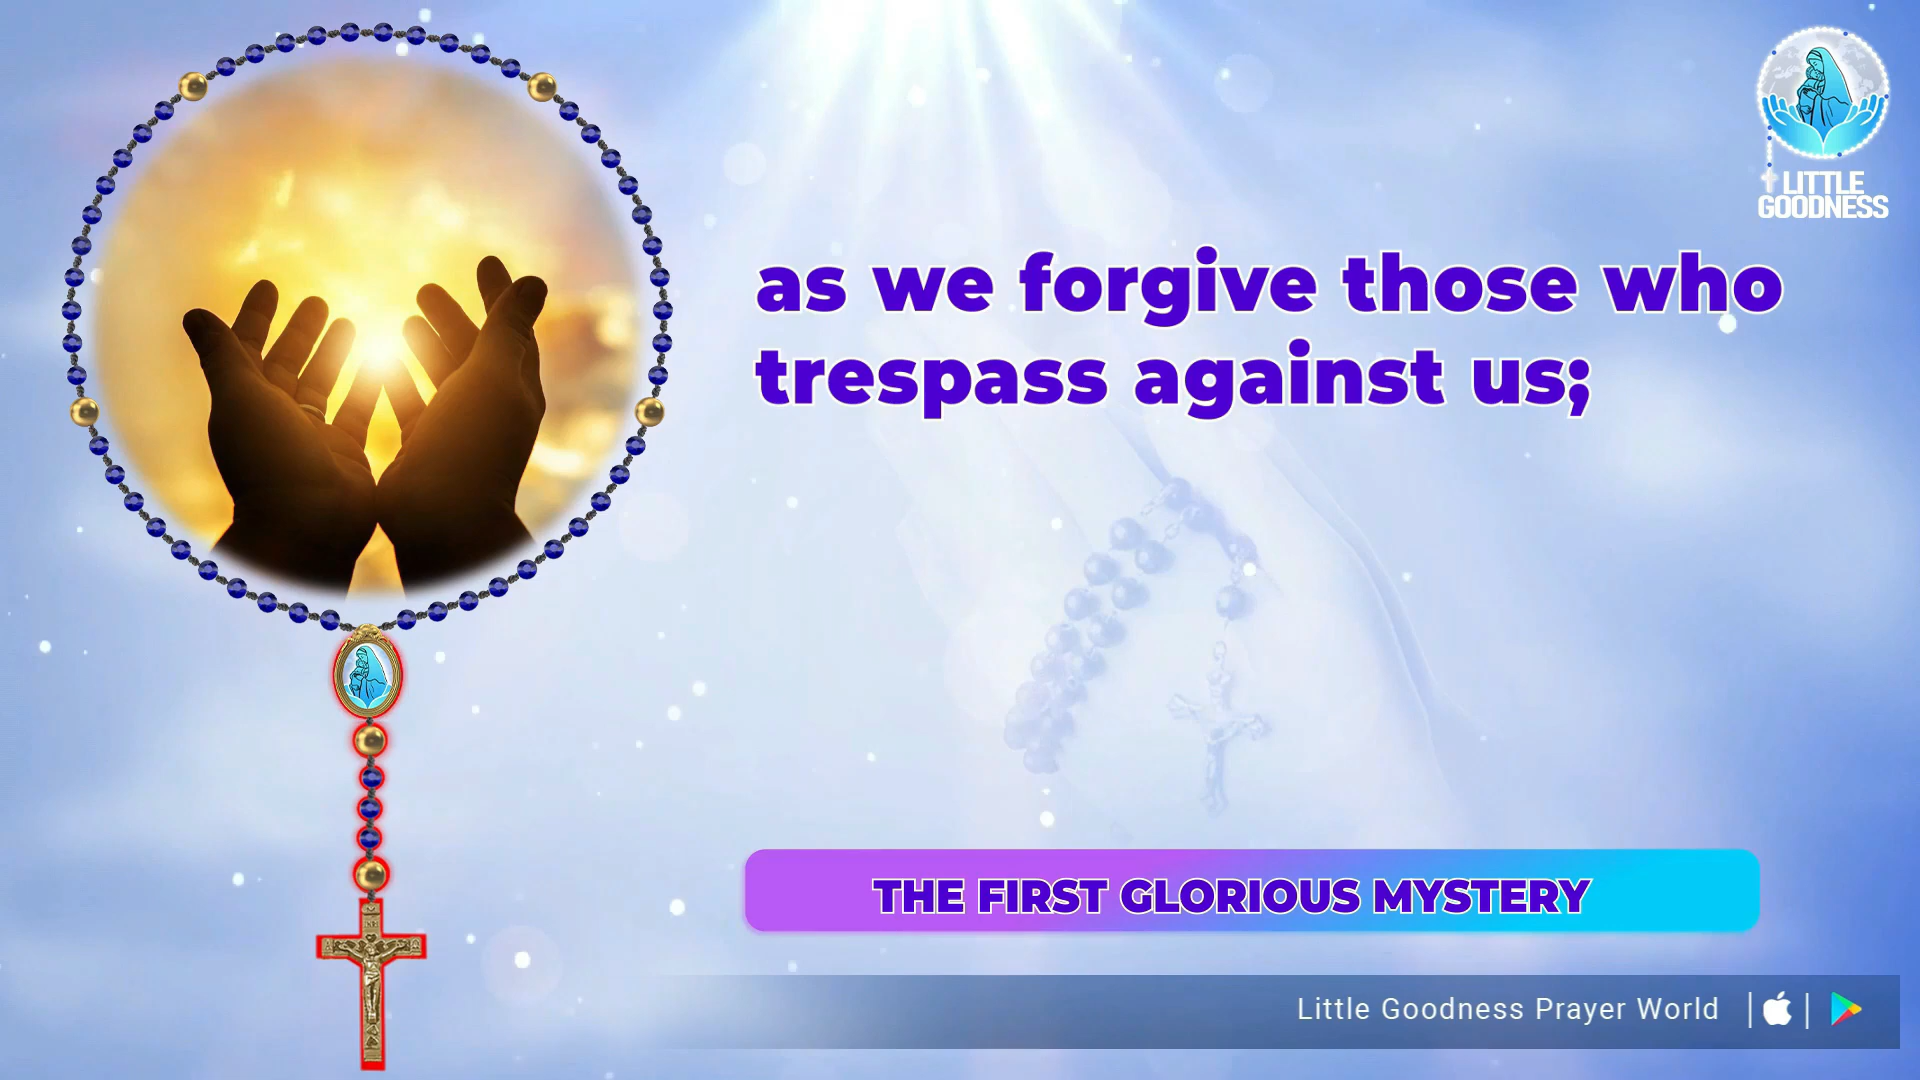 LITTLE
GOODNESS
as we forgive those who
trespass against us;
THE FIRST GLORIOUS MYSTERY
Little Goodness Prayer World